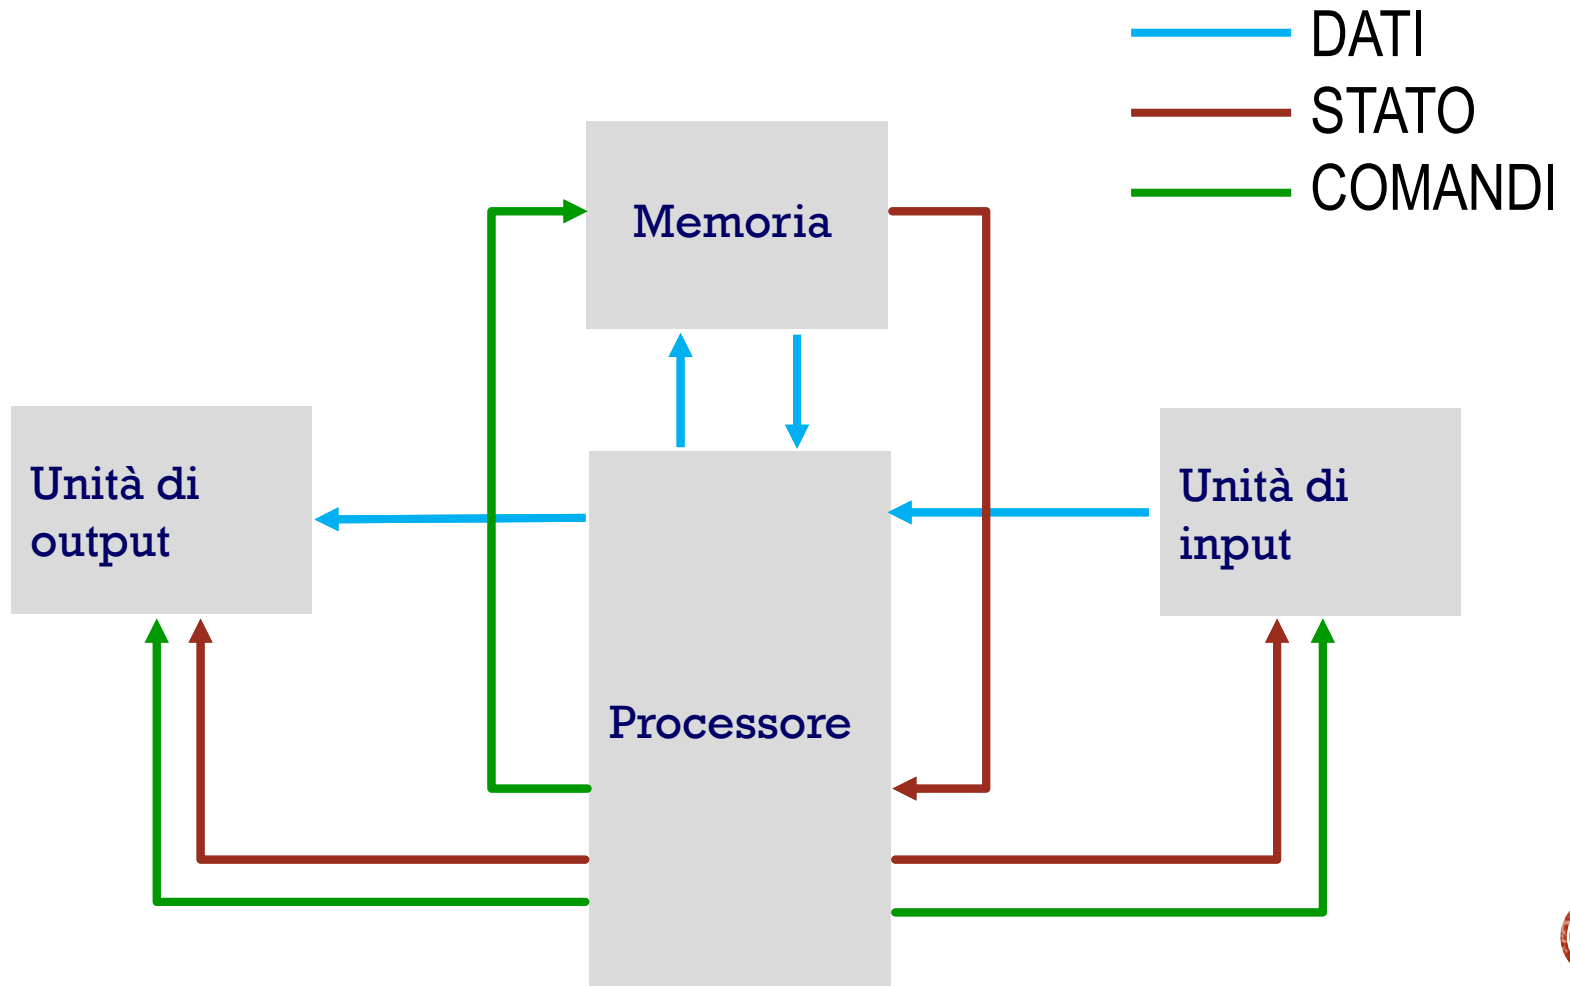 DATI
STATO
COMANDI
Memoria
Unità di
output
Unità di
input
Processore